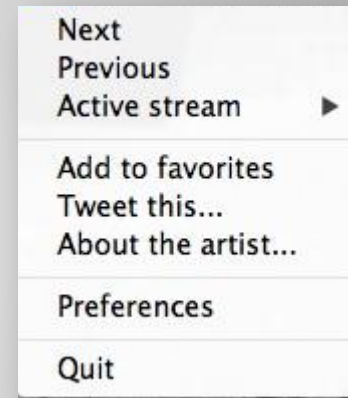 Next
Previous
Active stream
Add to favorites
Tweet this...
About the artist...
Preferences
Quit